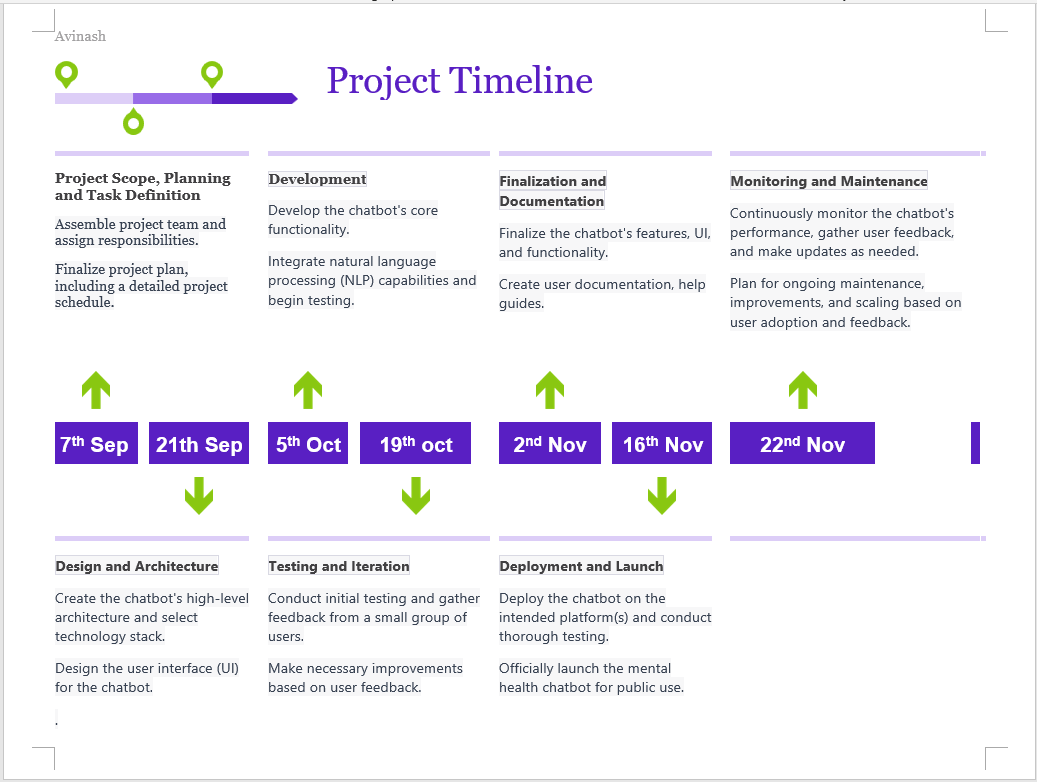 Avinash
Project Timeline
Project Scope, Planning
and Task Definition
Assemble project team and
assign responsibilities.
Finalize project plan,
including a detailed project
schedule.
Development
Develop the chatbot's core
functionality.
Integrate natural language
processing (NLP) capabilities and
begin testing.
Finalization and
Documentation
Finalize the chatbot's features, UI,
and functionality.
Create user documentation, help
guides.
Monitoring and Maintenance
Continuously monitor the chatbot's
performance, gather user feedback,
and make updates as needed.
Plan for ongoing maintenance,
improvements, and scaling based on
user adoption and feedback.
7th Sep
21th Sep
5th Oct
19th oct
2nd Nov
16th Nov
22nd Nov
Design and Architecture
Create the chatbot's high-level
architecture and select
technology stack.
Design the user interface (UI)
for the chatbot.
.
Testing and Iteration
Conduct initial testing and gather
feedback from a small group of
users.
Make necessary improvements
based on user feedback.
Deployment and Launch
Deploy the chatbot on the
intended platform(s) and conduct
thorough testing.
Officially launch the mental
health chatbot for public use.